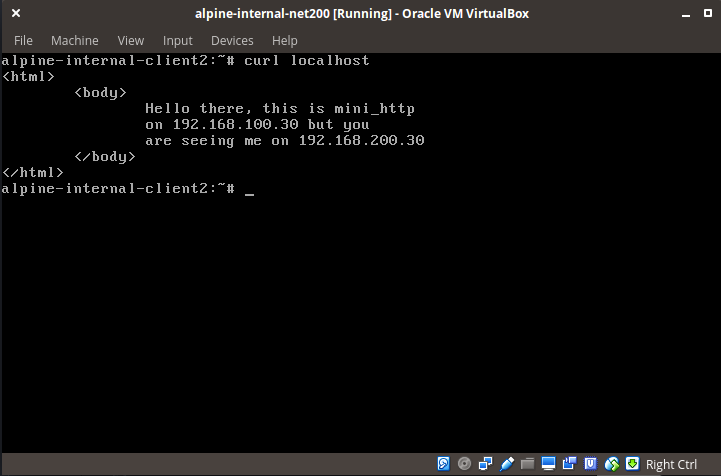 alpine-internal-net200 [Running] - Oracle VM VirtualBox
File Machine View Input Devices Help
alpine-internal-client2:~# curl localhost
<html>
<body>
Hello there, this is mini_http
on 192.168.100.30 but you
are seeing me on 192.168.200.30
</body>
</html>
alpine-internal-client2:~# _
Right Ctrl